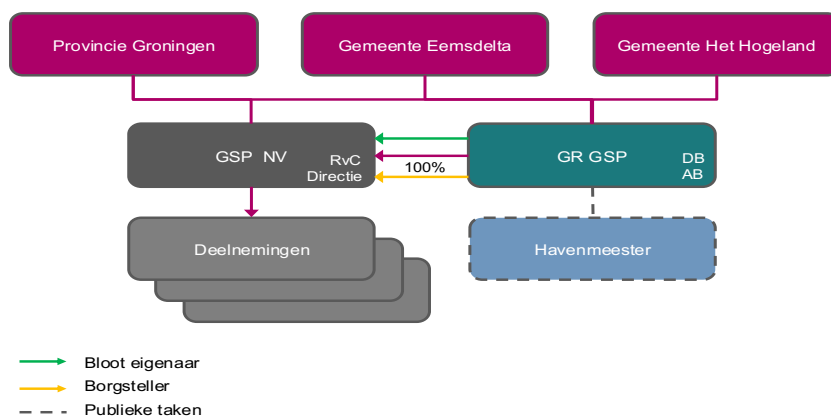 Provincie Groningen
Gemeente Eemsdelta
Gemeente Het Hogeland
GSP NV
RvC
Directie
100%
GR GSP
DB
AB
Deelnemingen
Havenmeester
Bloot eigenaar
Borgsteller
Publieke taken